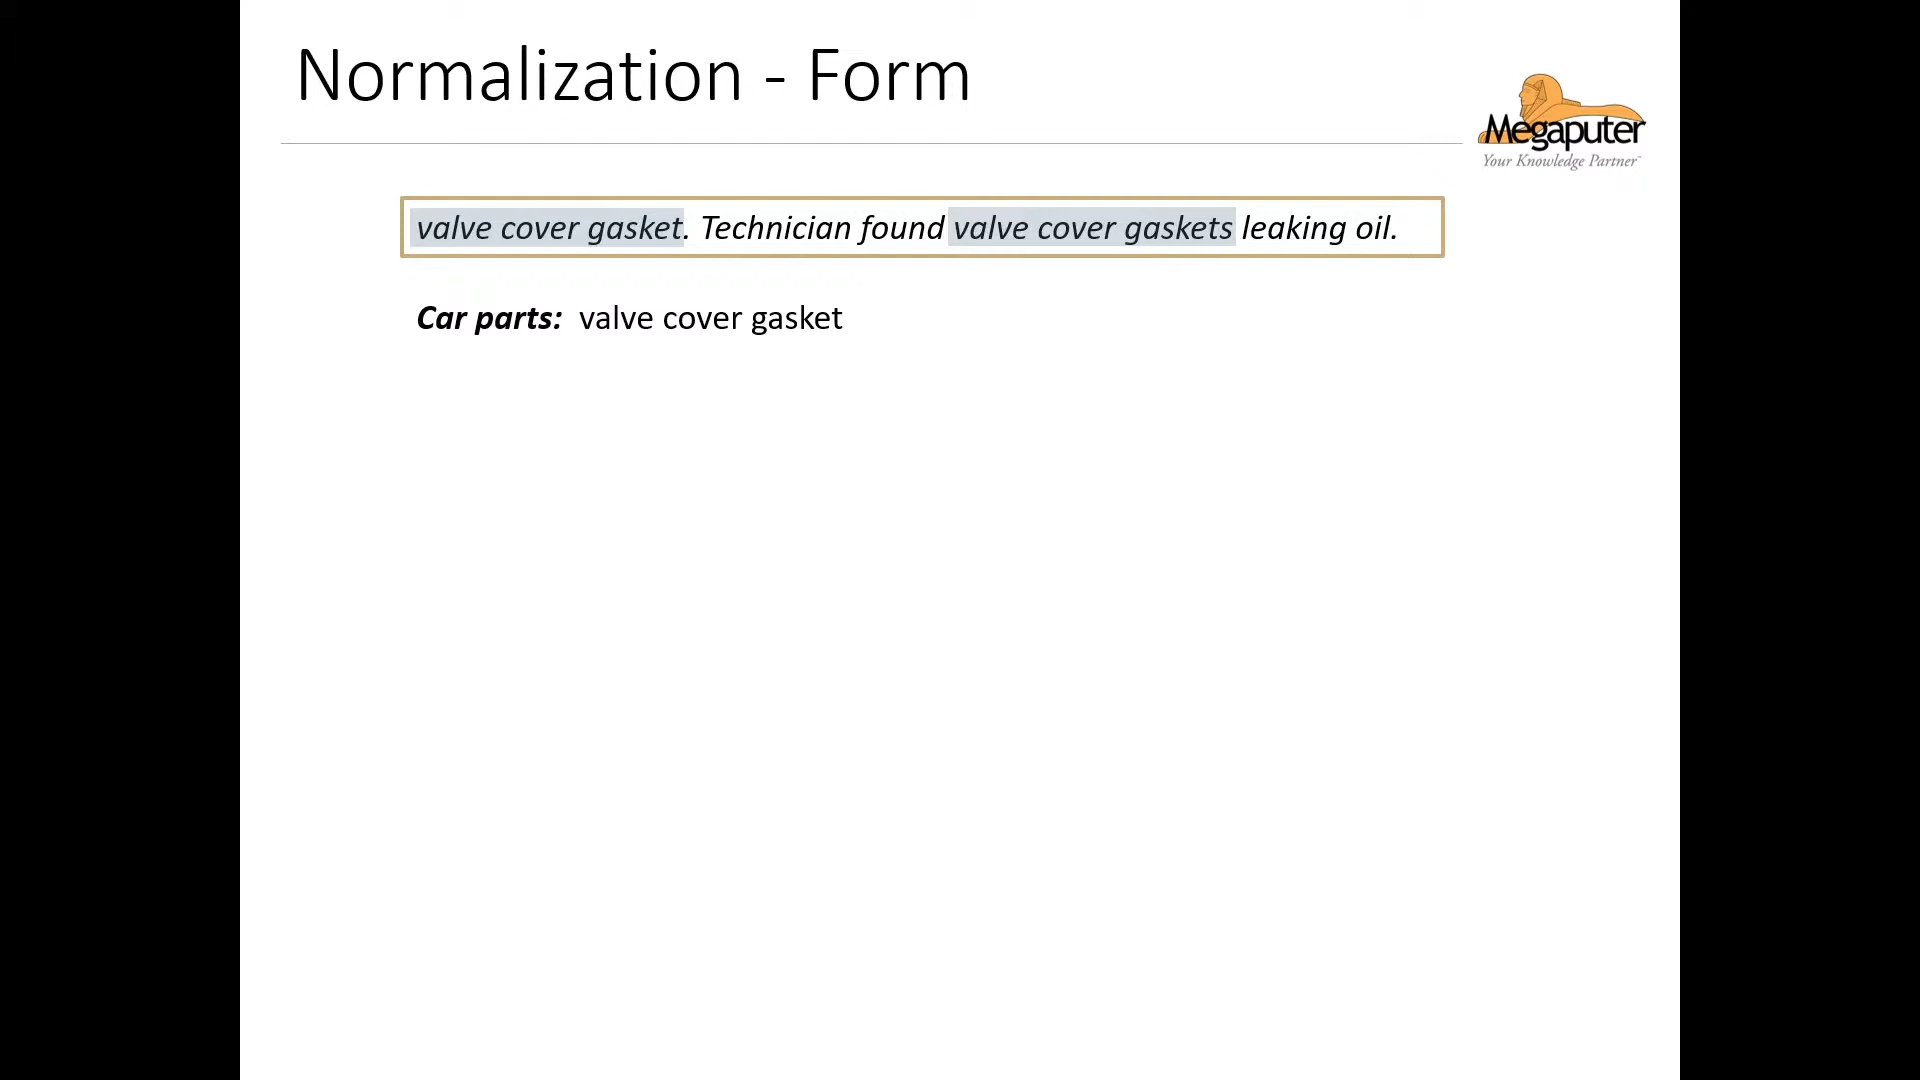 Normalization - Form
Megaputer
Your Knowledge Partner™
valve cover gasket. Technician found valve cover gaskets leaking oil.
Car parts: valve cover gasket